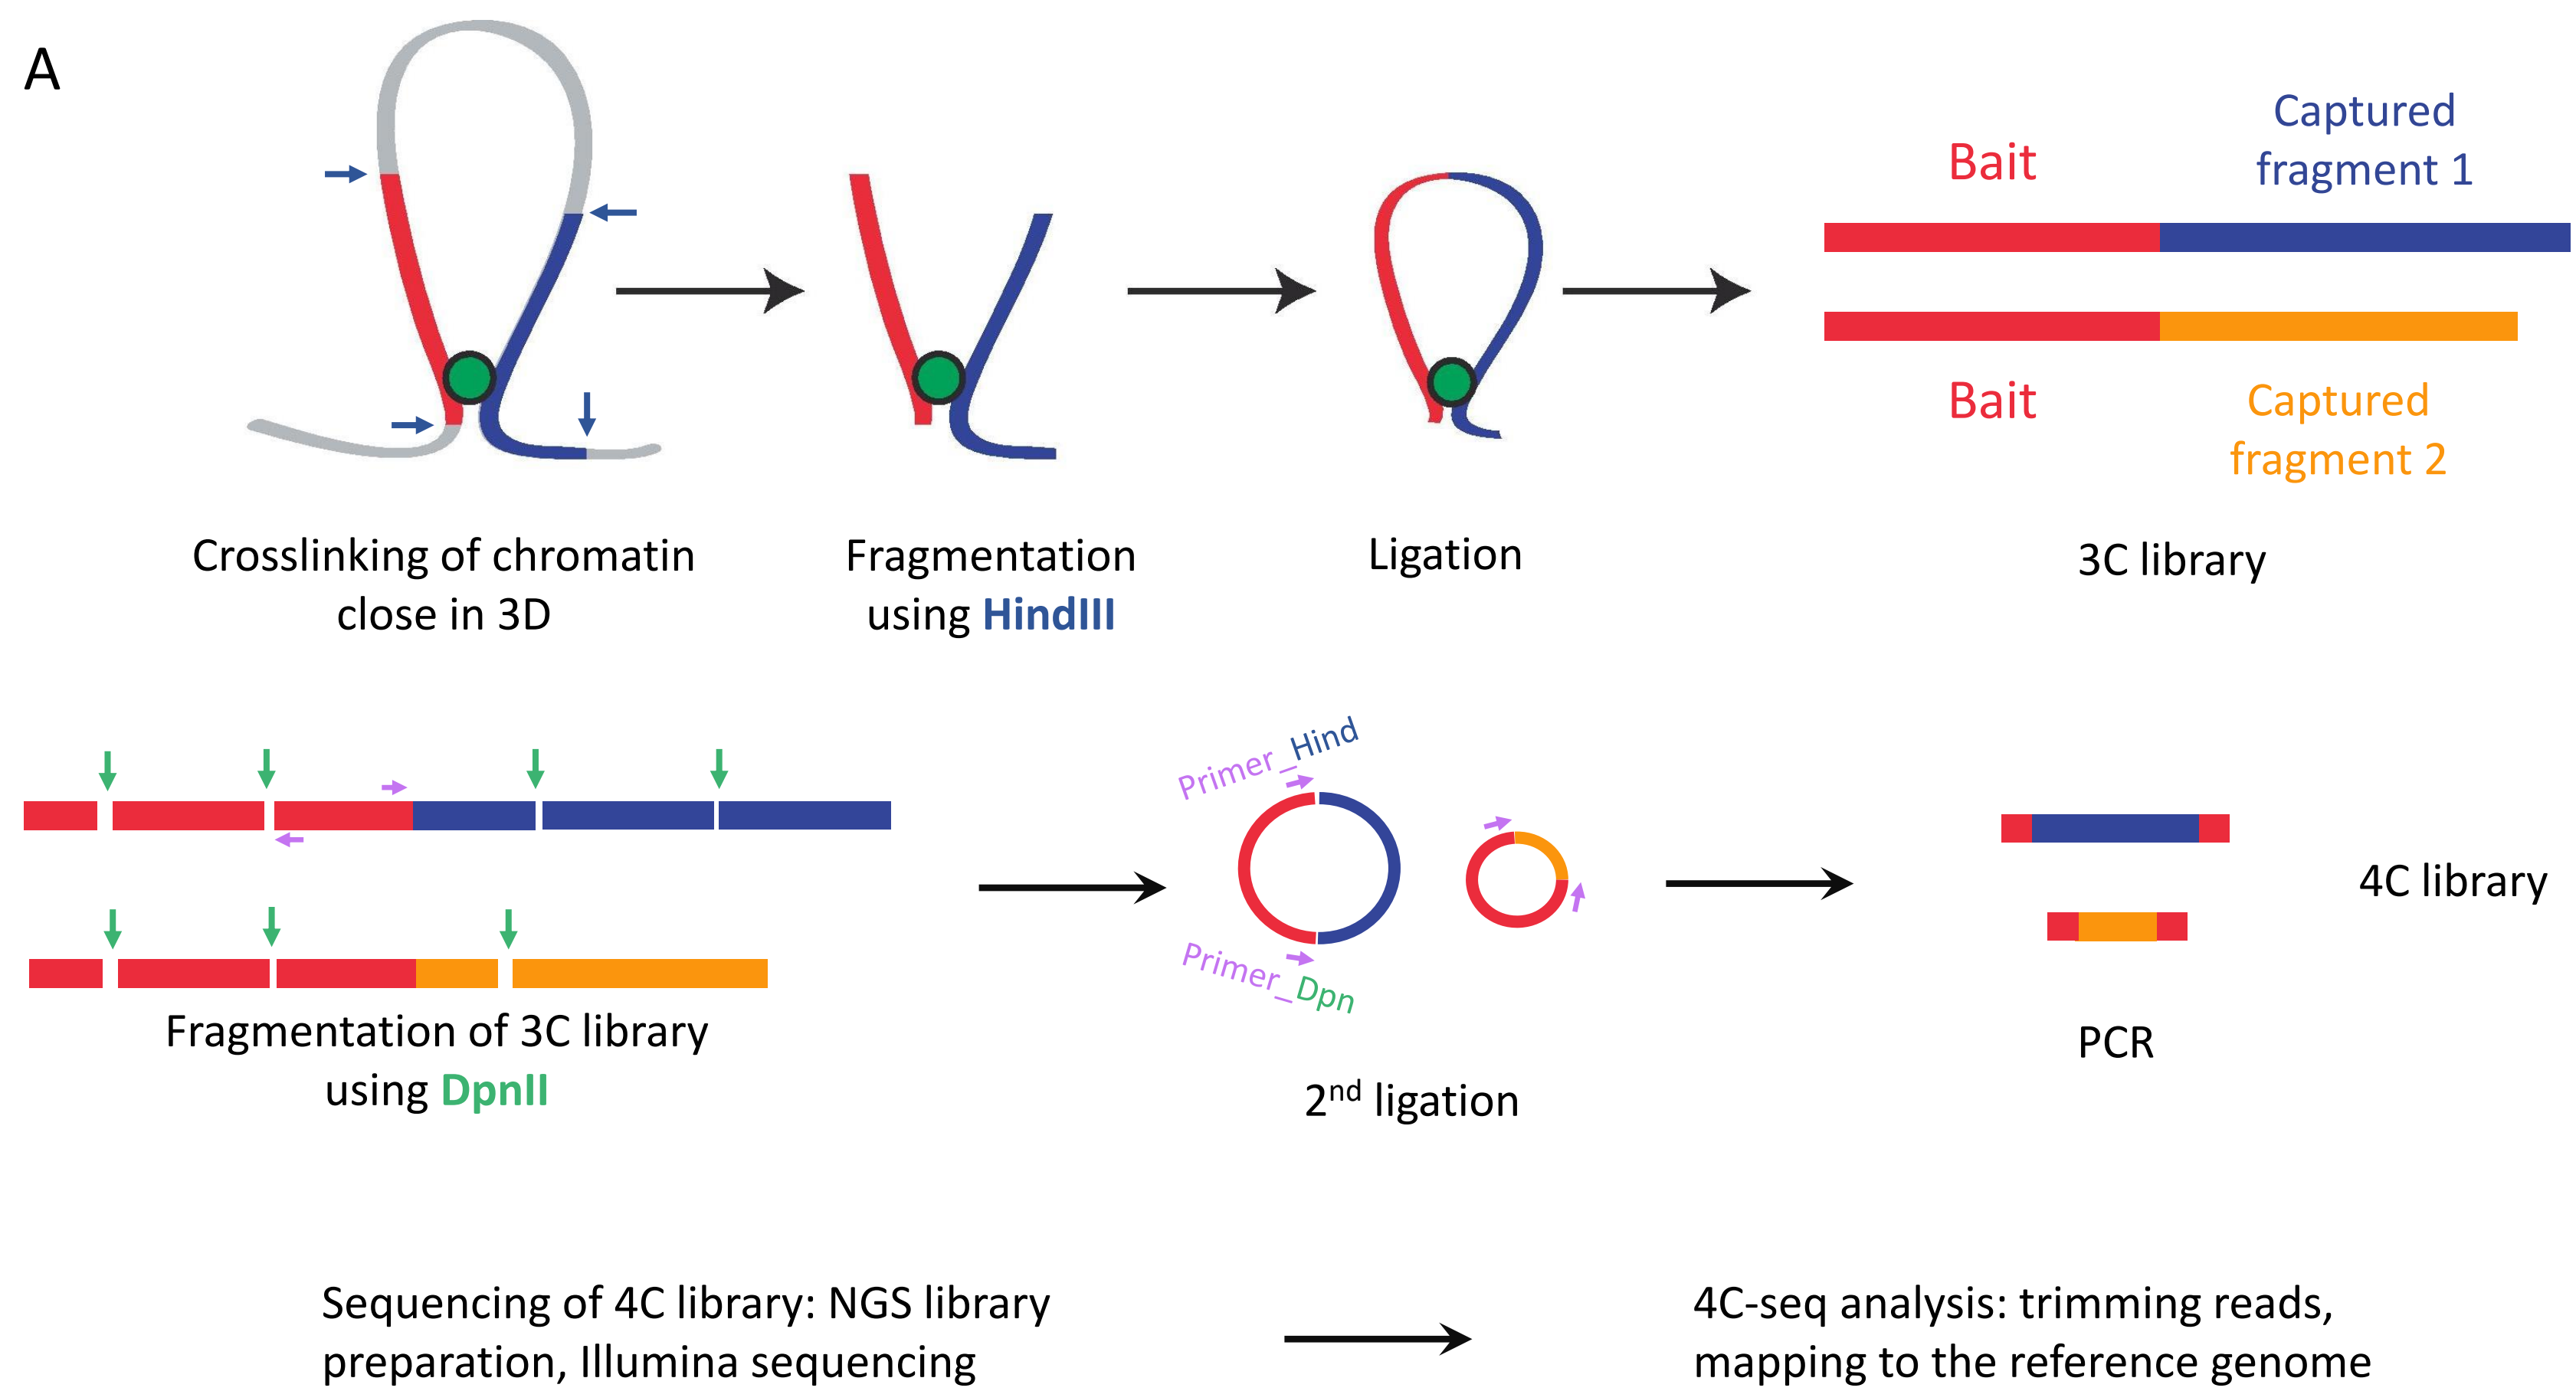 A
Bait
Captured
fragment 1
Bait
Captured
fragment 2
Crosslinking of chromatin
close in 3D
Fragmentation
using HindIII
Ligation
3C library
Primer_Hind
Primer_Dpn
4C library
Fragmentation of 3C library
using DpnII
2nd ligation
PCR
Sequencing of 4C library: NGS library
preparation, Illumina sequencing
4C-seq analysis: trimming reads,
mapping to the reference genome